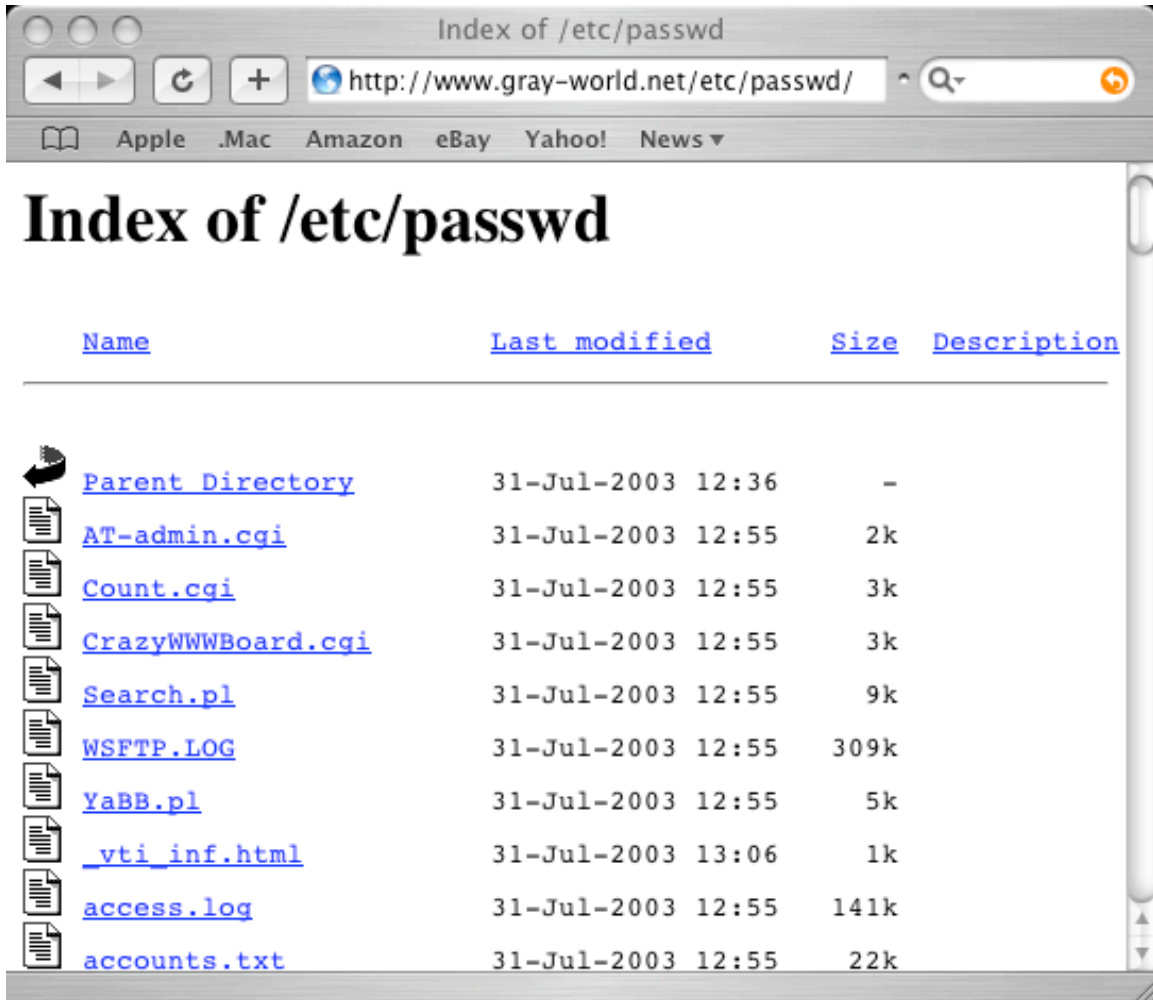 Index of /etc/passwd
http://www.gray-world.net/etc/passwd/
Apple .Mac Amazon eBay Yahoo! News
Index of /etc/passwd
Name Last modified Size Description
Parent Directory 31-Jul-2003 12:36 -
AT-admin.cgi 31-Jul-2003 12:55 2k
Count.cgi 31-Jul-2003 12:55 3k
CrazyWWWBoard.cgi 31-Jul-2003 12:55 3k
Search.pl 31-Jul-2003 12:55 9k
WSFTP.LOG 31-Jul-2003 12:55 309k
YaBB.pl 31-Jul-2003 12:55 5k
_vti_inf.html 31-Jul-2003 13:06 1k
access.log 31-Jul-2003 12:55 141k
accounts.txt 31-Jul-2003 12:55 22k